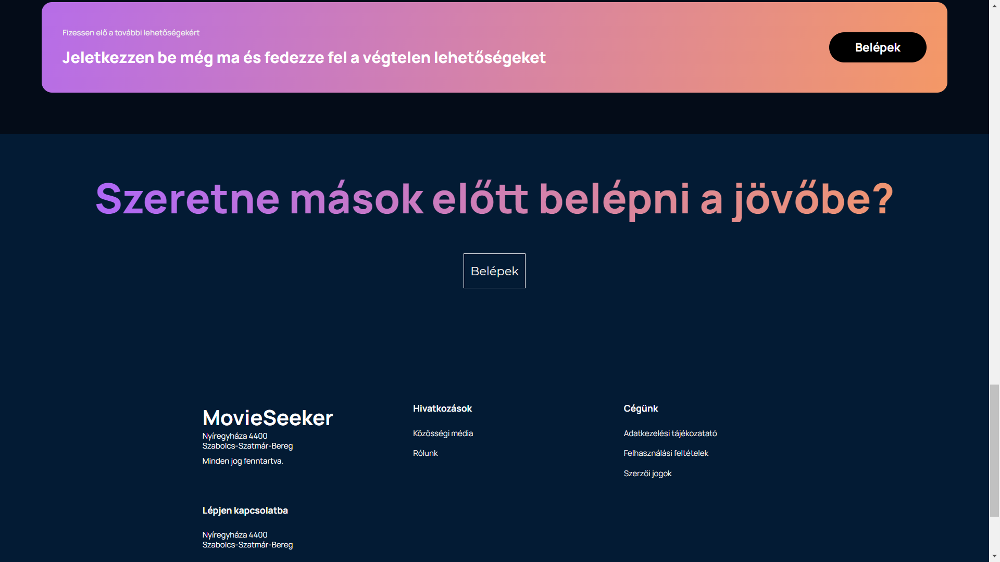 Fizessen elő a további lehetőségekért
Jeletkezzen be még ma és fedezze fel a végtelen lehetőségeket
Belépek
Szeretne mások előtt belépni a jövőbe?
Belépek
MovieSeeker
Nyíregyháza 4400
Szabolcs-Szatmár-Bereg
Minden jog fenntartva.
Hivatkozások
Közösségi média
Rólunk
Cégünk
Adatkezelési tájékozatató
Felhasználási feltételek
Szerzői jogok
Lépjen kapcsolatba
Nyíregyháza 4400
Szabolcs-Szatmár-Bereg